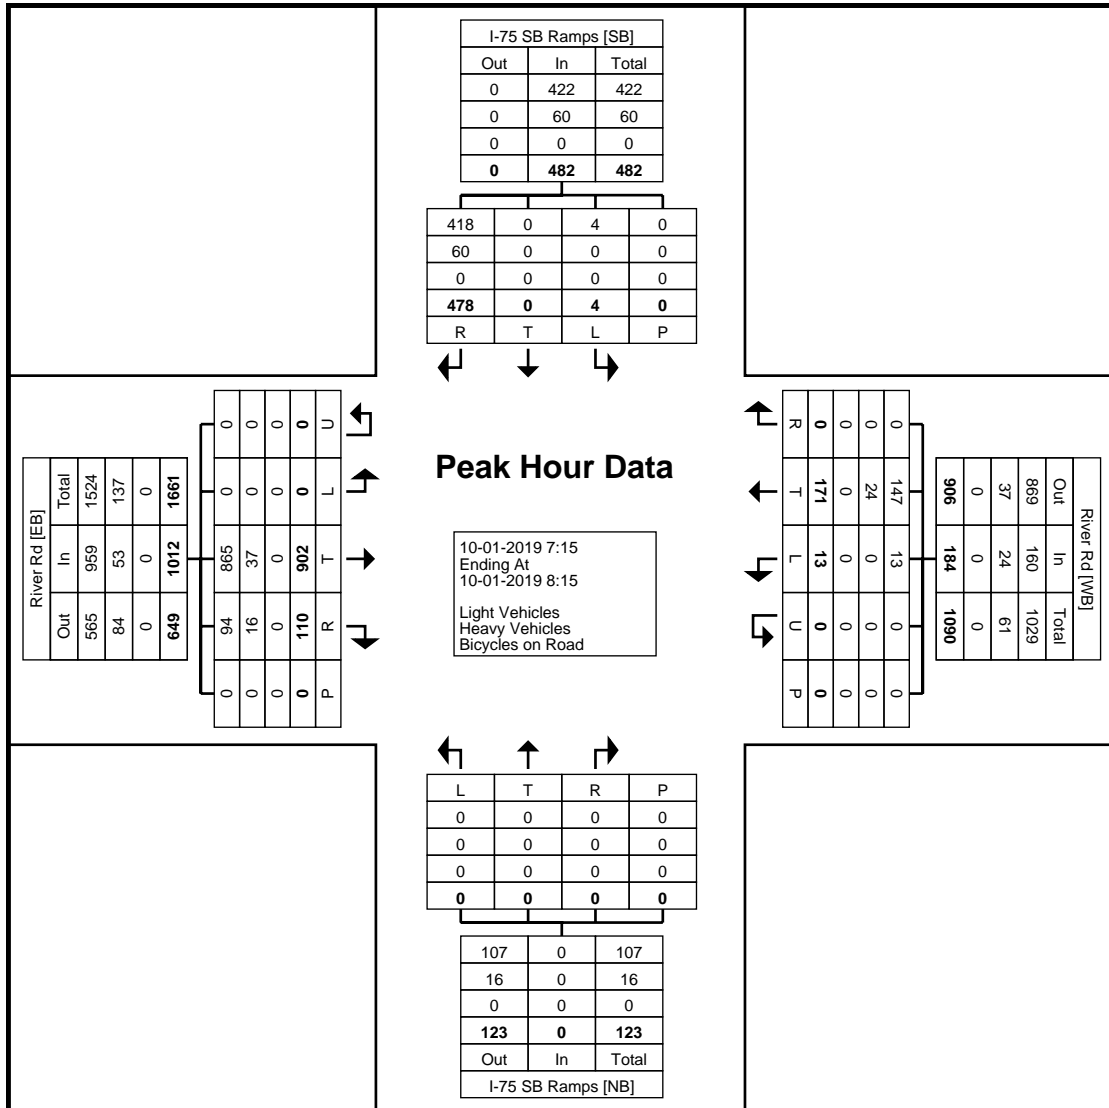 I-75 SB Ramps [SB]
Out In Total
0 422 422
0 60 60
0 0 0
0 482 482
418 0 4 0
60 0 0 0
0 0 0 0
478 0 4 0
R T L P
River Rd [EB]
Out In Total
565 959 1524
84 53 137
0 0 0
649 1012 1661
0 94 865 0 0
0 16 37 0 0
0 0 0 0 0
0 110 902 0 0
P R T L U
Peak Hour Data
10-01-2019 7:15
Ending At
10-01-2019 8:15
Light Vehicles
Heavy Vehicles
Bicycles on Road
River Rd [WB]
Out In Total
869 160 1029
37 24 61
0 0 0
906 184 1090
0 147 13 0 0
0 24 0 0 0
0 0 0 0 0
0 171 13 0 0
R T L U P
L T R P
0 0 0 0
0 0 0 0
0 0 0 0
0 0 0 0
107 0 107
16 0 16
0 0 0
123 0 123
Out In Total
I-75 SB Ramps [NB]